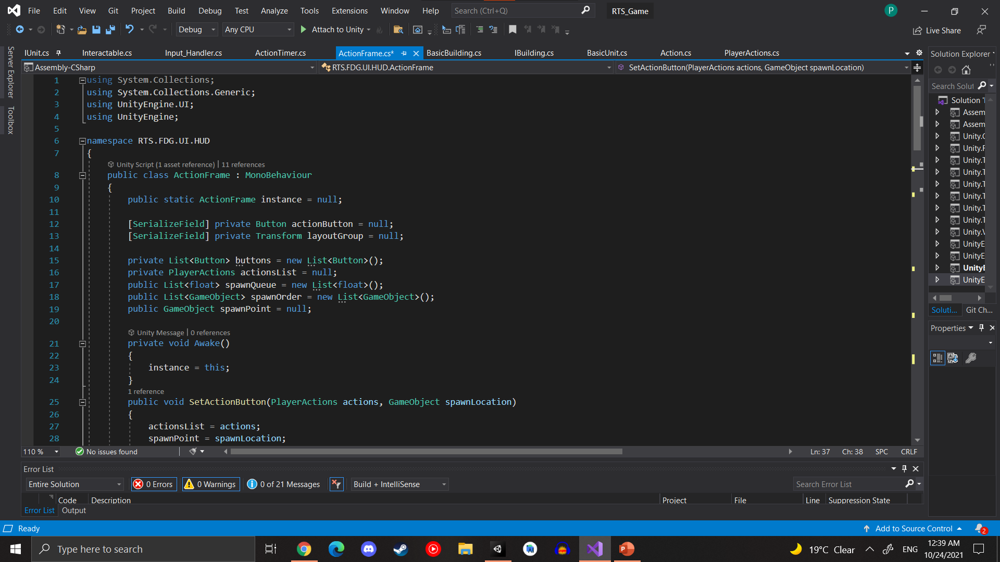 File Edit View Git Project Build Debug Test Analyze Tools Extensions Window Help Search (Ctrl+Q) RTS_Game P
Debug Any CPU Attach to Unity Live Share
IUnit.cs Interactable.cs Input_Handler.cs ActionTimer.cs ActionFrame.cs* BasicBuilding.cs IBuilding.cs BasicUnit.cs Action.cs PlayerActions.cs
Assembly-CSharp RTS.FDG.UI.HUD.ActionFrame SetActionButton(PlayerActions actions, GameObject spawnLocation)
Server Explorer
Toolbox
1 using System.Collections;
2 using System.Collections.Generic;
3 using UnityEngine.UI;
4 using UnityEngine;
5
6 namespace RTS.FDG.UI.HUD
7 {
Unity Script (1 asset reference) | 11 references
8 public class ActionFrame : MonoBehaviour
9 {
10 public static ActionFrame instance = null;
11
12 [SerializeField] private Button actionButton = null;
13 [SerializeField] private Transform layoutGroup = null;
14
15 private List<Button> buttons = new List<Button>();
16 private PlayerActions actionsList = null;
17 public List<float> spawnQueue = new List<float>();
18 public List<GameObject> spawnOrder = new List<GameObject>();
19 public GameObject spawnPoint = null;
20
Unity Message | 0 references
21 private void Awake()
22 {
23 instance = this;
24 }
1 reference
25 public void SetActionButton(PlayerActions actions, GameObject spawnLocation)
26 {
27 actionsList = actions;
28 spawnPoint = spawnLocation;
110 % No issues found Ln: 37 Ch: 38 SPC CRLF
Solution Explorer
Search Solut
Solution '
Assem
Assem
Unity.
Unity.
Unity.T
Unity.T
Unity.T
Unity.T
Unity.T
Unity.T
Unity.V
UnityE
UnityE
UnityE
UnityE
Soluti... Git Ch...
Properties
Error List
Entire Solution 0 Errors 0 Warnings 0 of 21 Messages Build + IntelliSense Search Error List
Code Description Project File Line Suppression State
Error List Output
Ready Add to Source Control 2
Type here to search 19°C Clear ENG 12:39 AM
10/24/2021